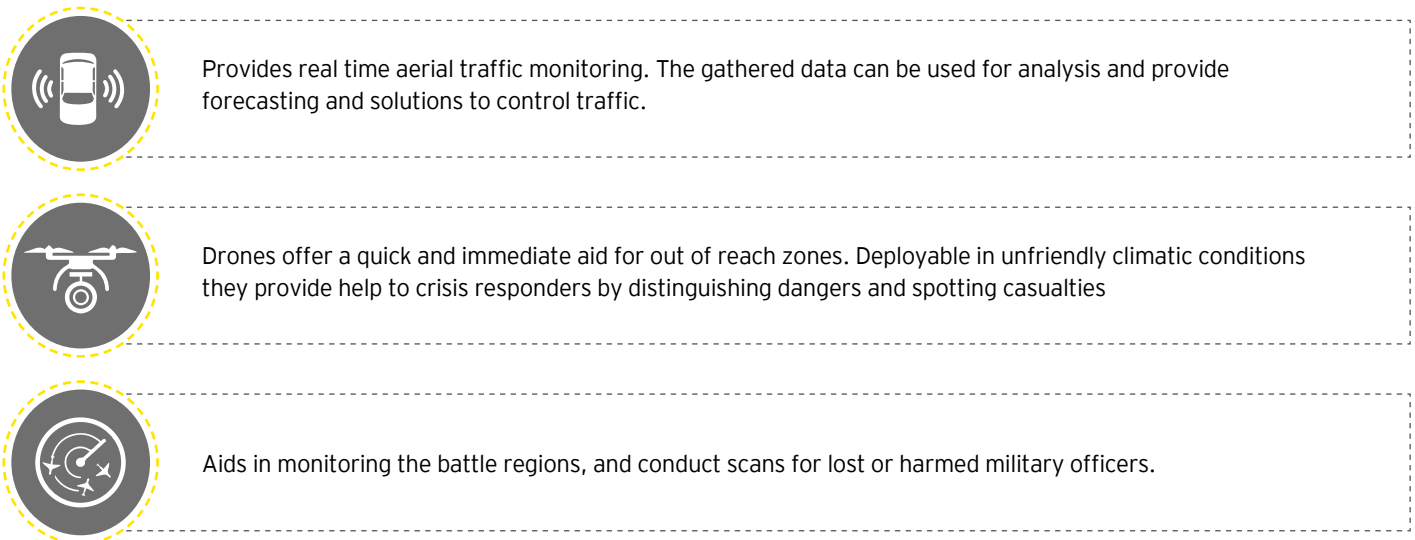 Provides real time aerial traffic monitoring. The gathered data can be used for analysis and provide
forecasting and solutions to control traffic.
Drones offer a quick and immediate aid for out of reach zones. Deployable in unfriendly climatic conditions
they provide help to crisis responders by distinguishing dangers and spotting casualties
Aids in monitoring the battle regions, and conduct scans for lost or harmed military officers.